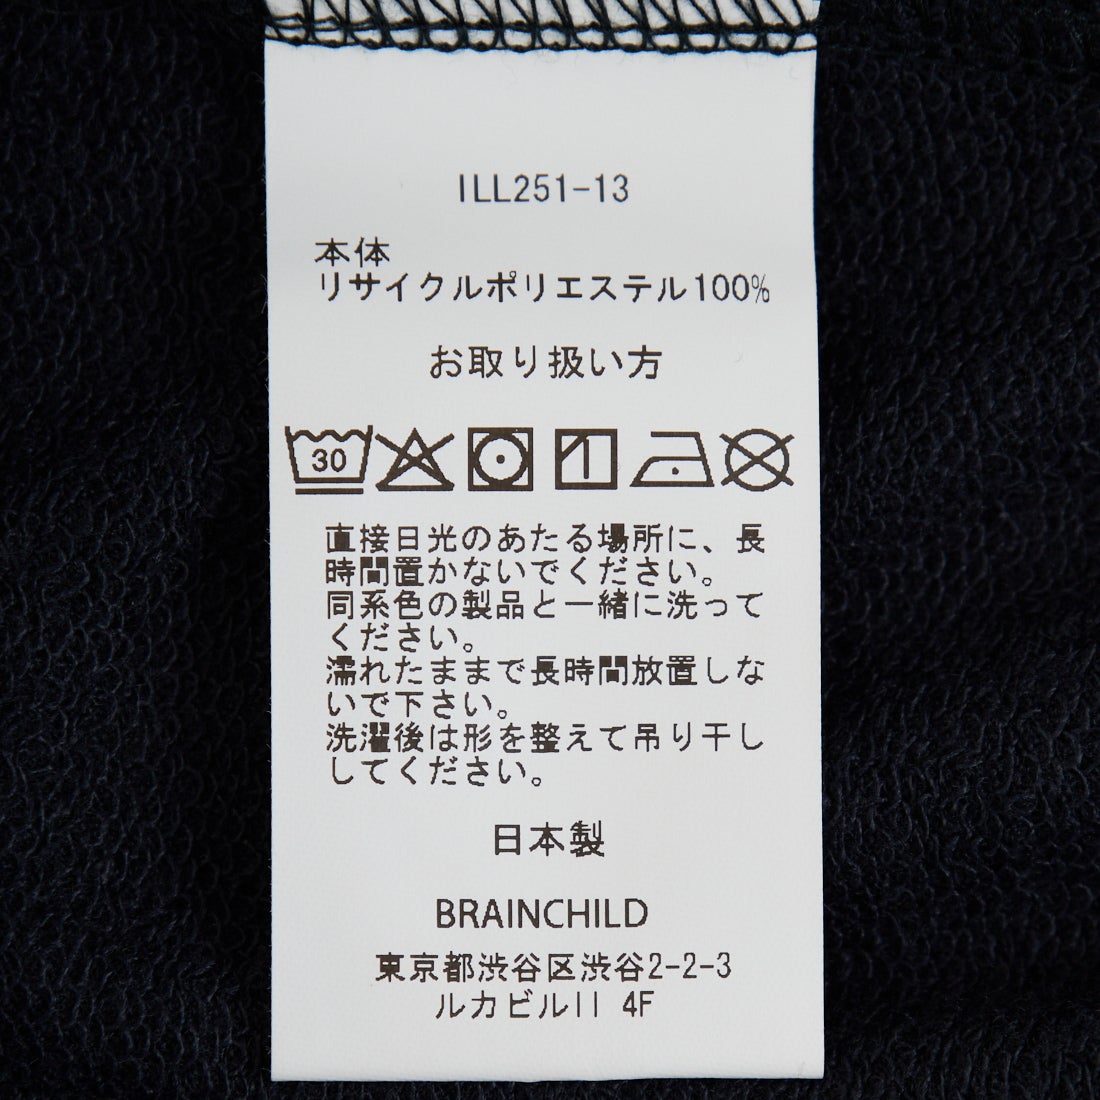 ILL251-13
本体
リサイクルポリエステル100%
お取り扱い方
30
直接日光のあたる場所に、長
時間置かないでください。
同系色の製品と一緒に洗って
ください。
濡れたままで長時間放置しな
いで下さい。
洗濯後は形を整えて吊り干し
してください。
日本製
BRAINCHILD
東京都渋谷区渋谷2-2-3
ルカビルII 4F